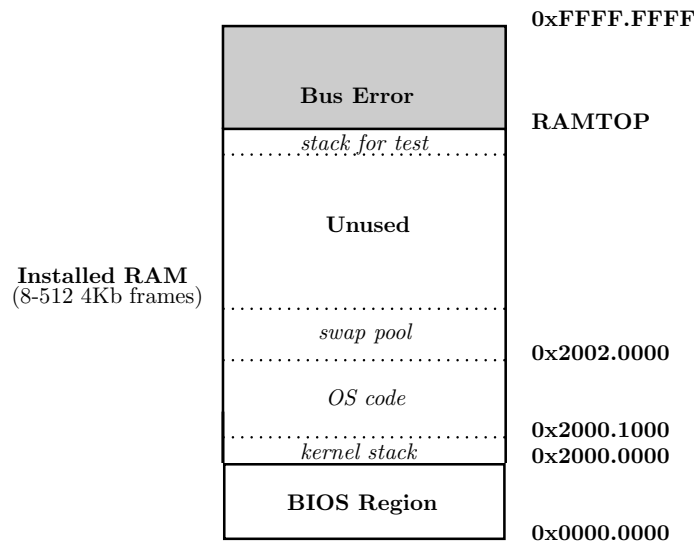 0xFFFF.FFFF
Bus Error
RAMTOP
stack for test
Unused
Installed RAM
(8-512 4Kb frames)
swap pool
0x2002.0000
OS code
0x2000.1000
kernel stack
0x2000.0000
BIOS Region
0x0000.0000